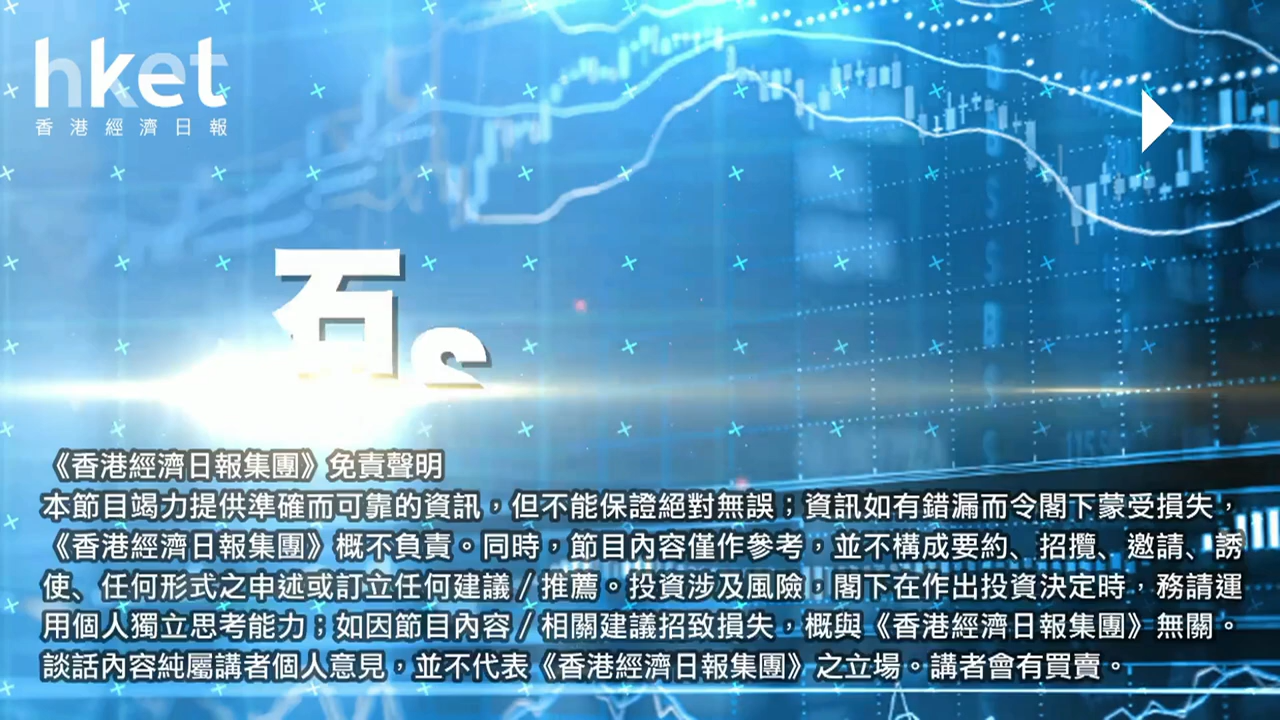 hket
香港經濟日報
石
《香港經濟日報集團》免責聲明
本節目竭力提供準確而可靠的資訊，但不能保證絕對無誤；資訊如有錯漏而令閣下蒙受損失，
《香港經濟日報集團》概不負責。同時，節目內容僅作參考，並不構成要約、招攬、邀請、誘
使、任何形式之申述或訂立任何建議／推薦。投資涉及風險，閣下在作出投資決定時，務請運
用個人獨立思考能力；如因節目內容／相關建議招致損失，概與《香港經濟日報集團》無關。
談話內容純屬講者個人意見，並不代表《香港經濟日報集團》之立場。講者會有買賣。